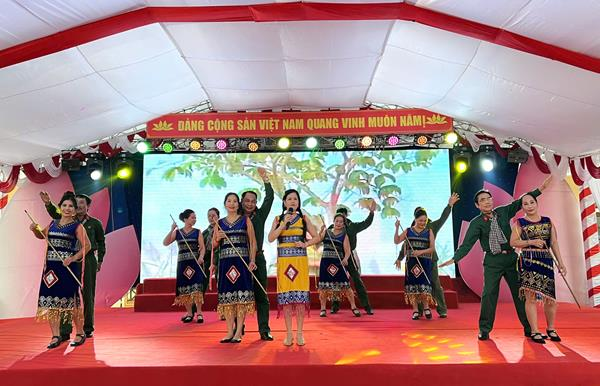 ĐẢNG CỘNG SẢN VIỆT NAM QUANG VINH MUÔN NĂM!